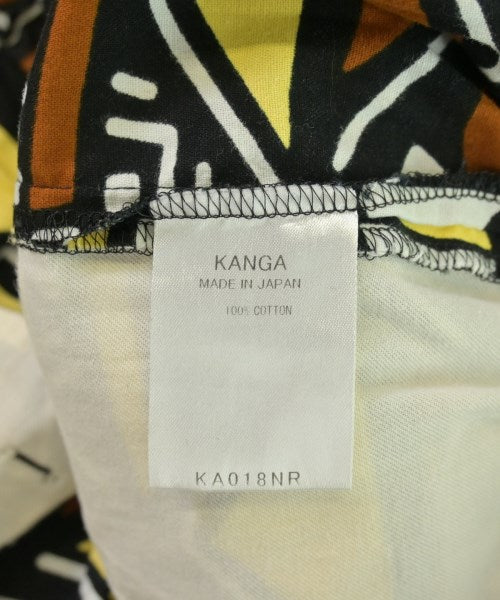 KANGA
MADE IN JAPAN
100% COTTON
KA018NR